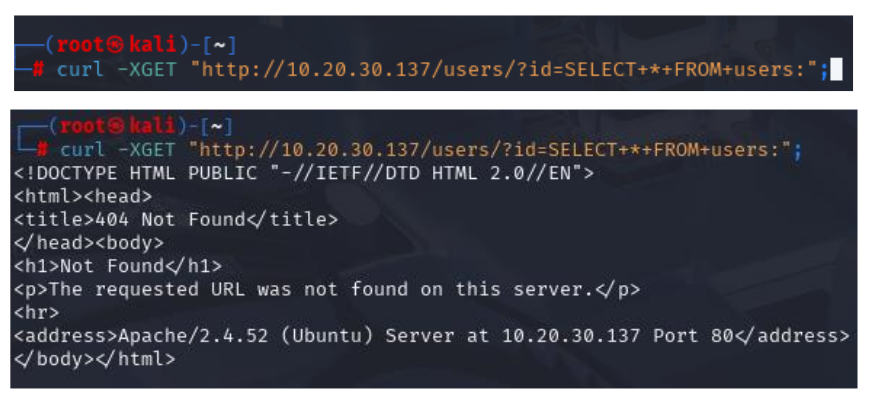 ──(root㉿kali)-[~]
─# curl -XGET "http://10.20.30.137/users/?id=SELECT+*+FROM+users:";
┌──(root㉿kali)-[~]
└─# curl -XGET "http://10.20.30.137/users/?id=SELECT+*+FROM+users:";
<!DOCTYPE HTML PUBLIC "-//IETF//DTD HTML 2.0//EN">
<html><head>
<title>404 Not Found</title>
</head><body>
<h1>Not Found</h1>
<p>The requested URL was not found on this server.</p>
<hr>
<address>Apache/2.4.52 (Ubuntu) Server at 10.20.30.137 Port 80</address>
</body></html>